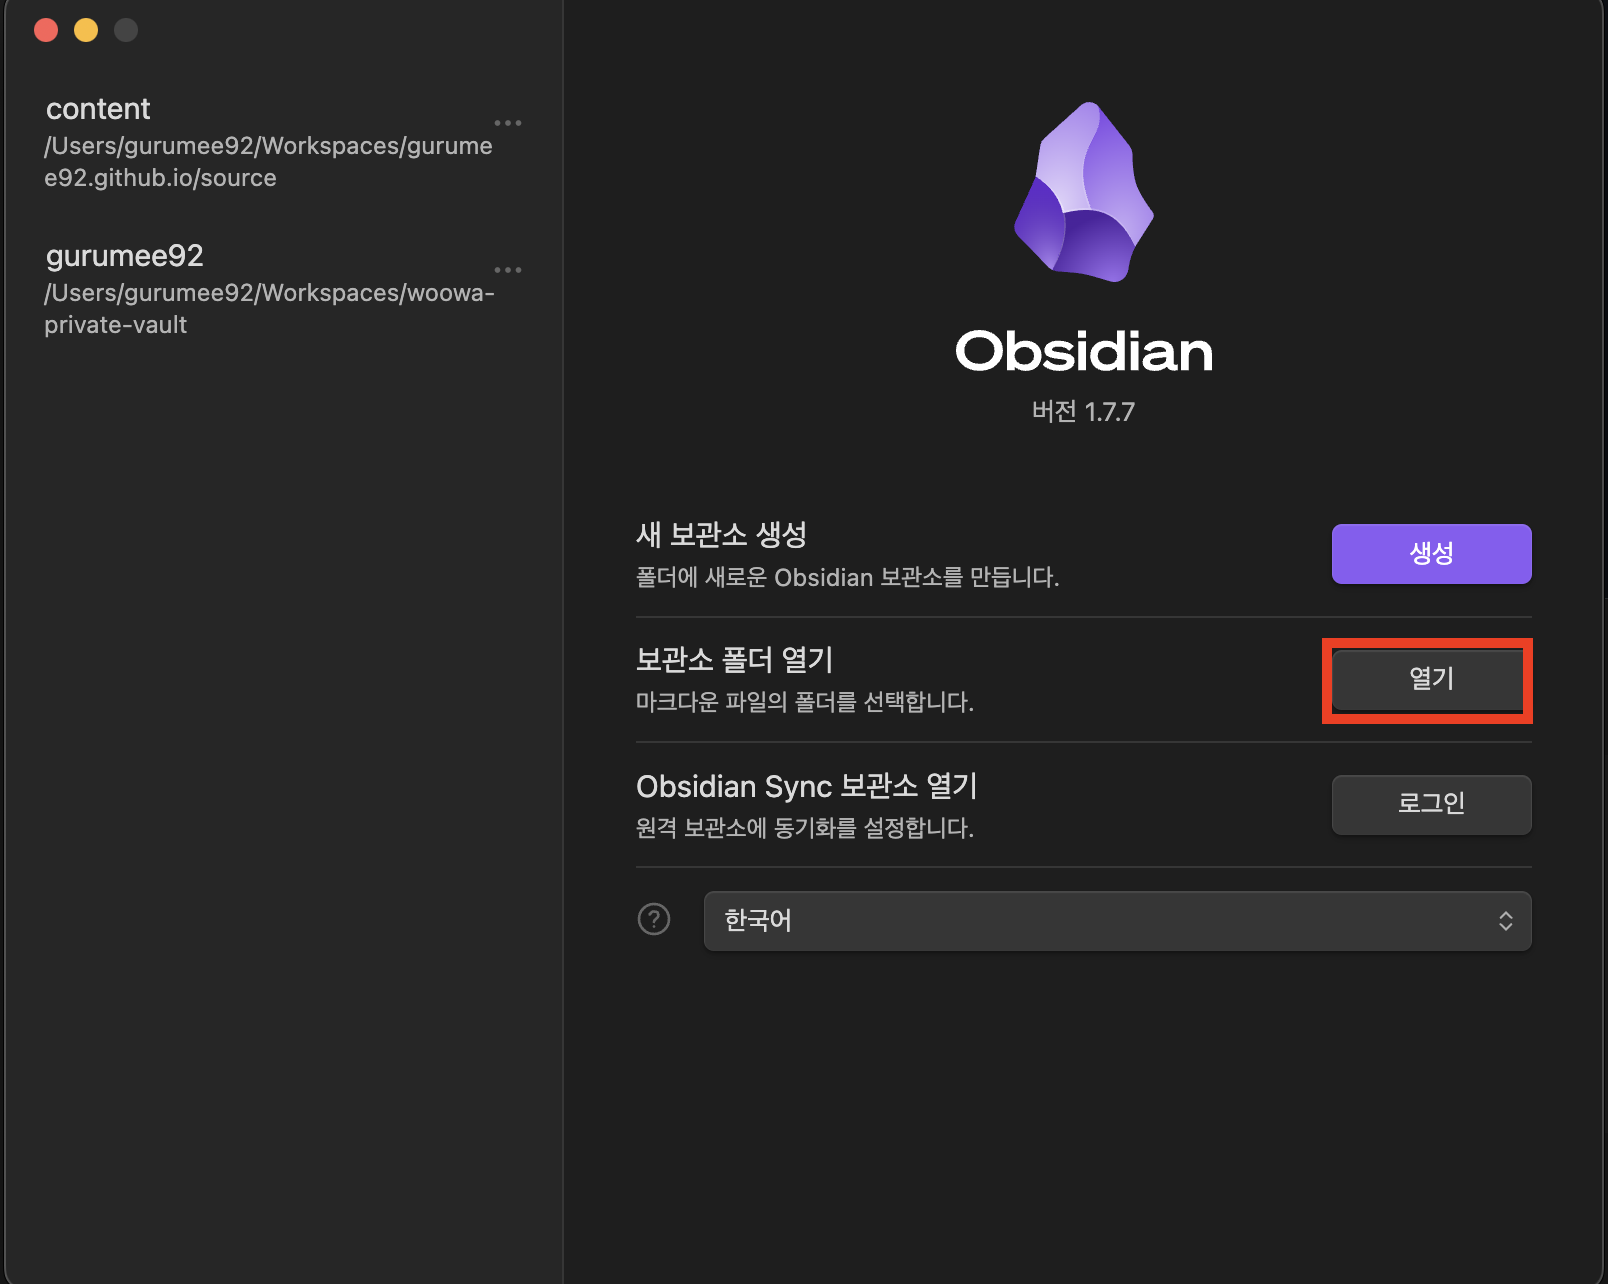 content
/Users/gurumee92/Workspaces/gurume
e92.github.io/source
gurumee92
/Users/gurumee92/Workspaces/woowa-
private-vault
Obsidian
버전 1.7.7
새 보관소 생성
폴더에 새로운 Obsidian 보관소를 만듭니다.
생성
보관소 폴더 열기
마크다운 파일의 폴더를 선택합니다.
열기
Obsidian Sync 보관소 열기
원격 보관소에 동기화를 설정합니다.
로그인
한국어